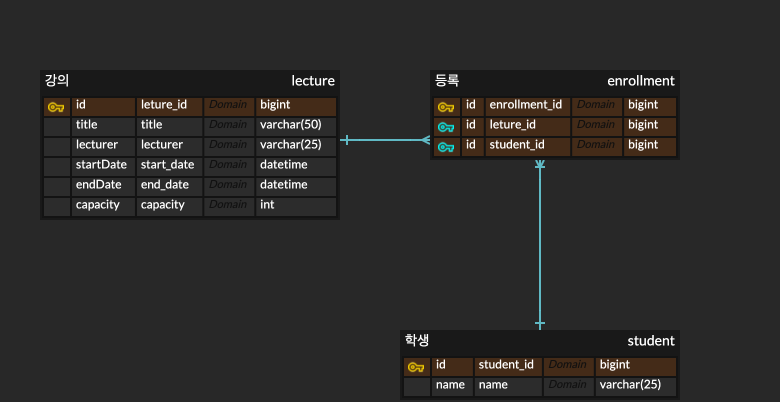 강의 lecture
id leture_id Domain bigint
title title Domain varchar(50)
lecturer lecturer Domain varchar(25)
startDate start_date Domain datetime
endDate end_date Domain datetime
capacity capacity Domain int
등록 enrollment
id enrollment_id Domain bigint
id leture_id Domain bigint
id student_id Domain bigint
학생 student
id student_id Domain bigint
name name Domain varchar(25)